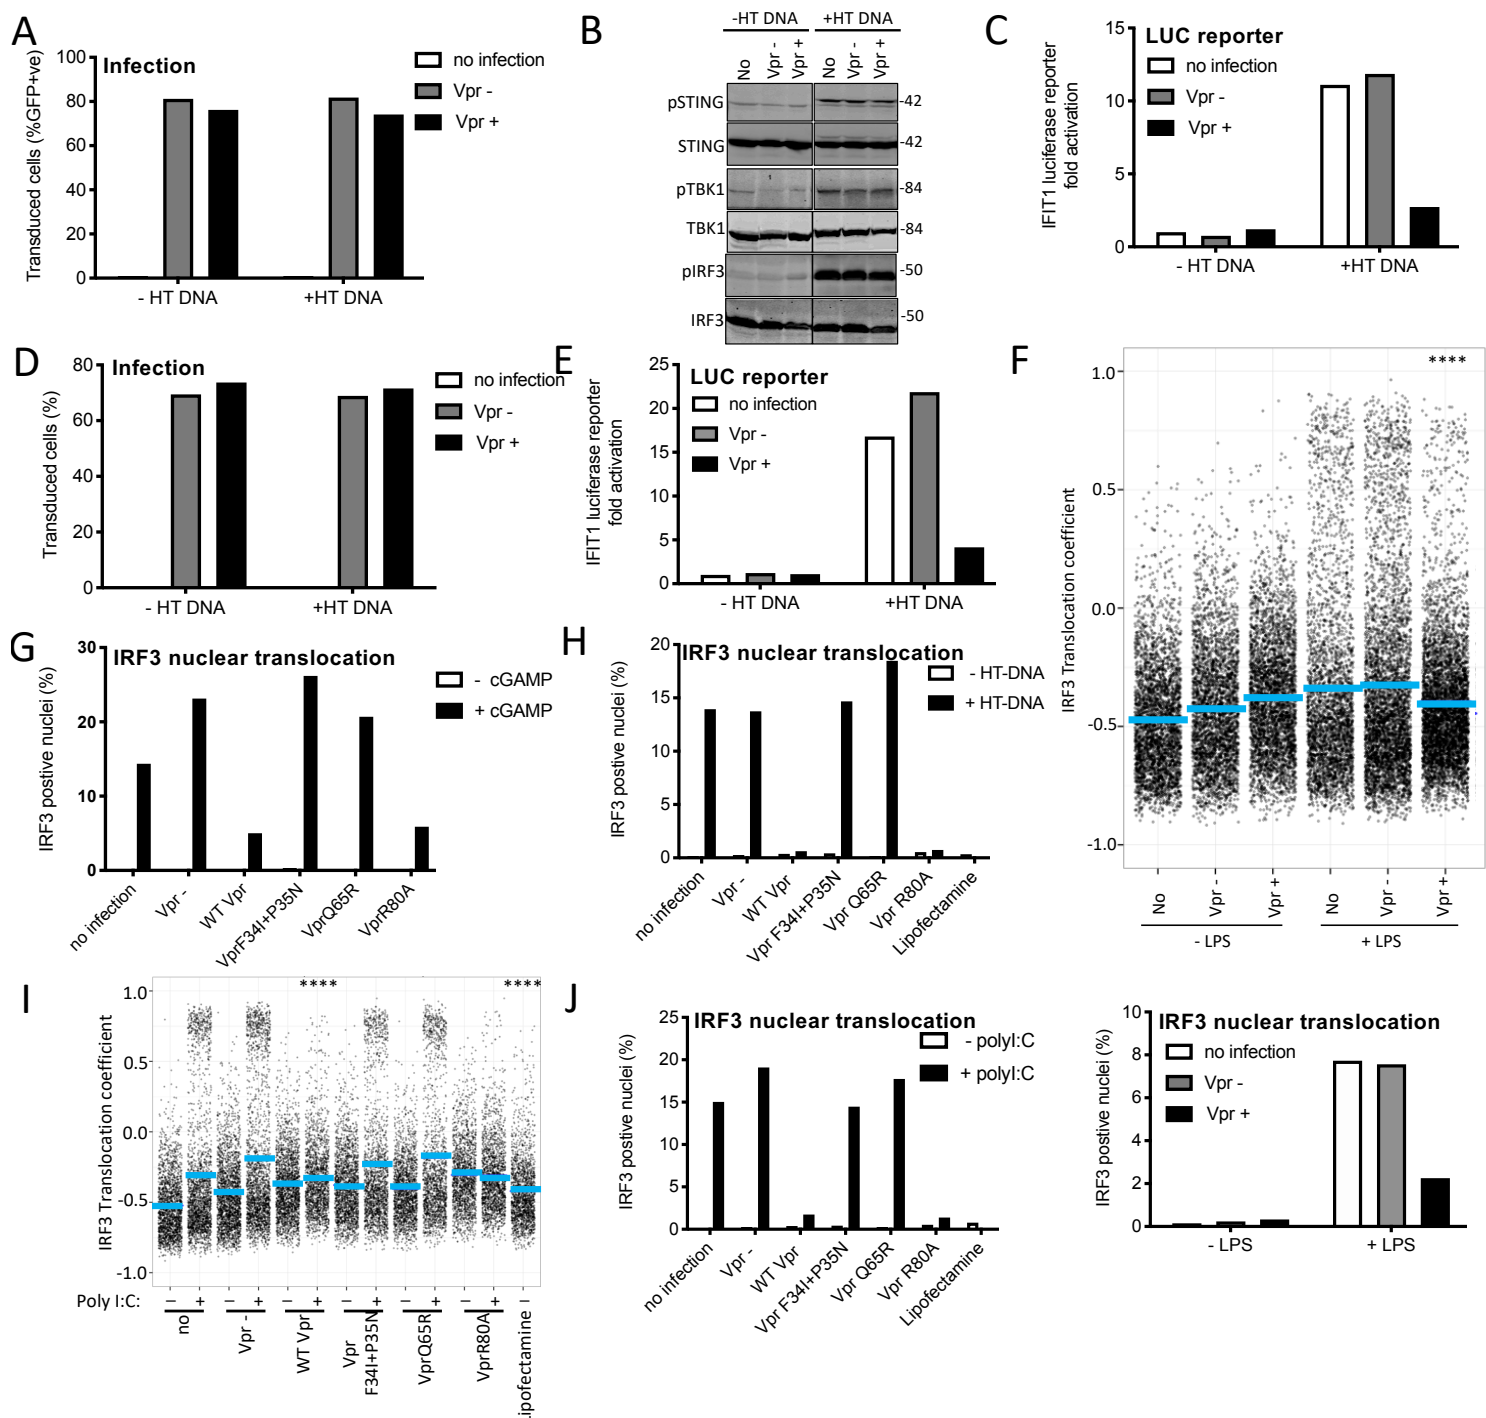 A
Infection
Transduced cells (%GFP+ve)
100
80
60
40
20
0
- HT DNA
+HT DNA
no infection
Vpr -
Vpr +
B
-HT DNA
+HT DNA
No
Vpr -
Vpr +
No
Vpr -
Vpr +
pSTING
-42
STING
-42
pTBK1
-84
TBK1
-84
pIRF3
-50
IRF3
-50
C
LUC reporter
no infection
Vpr -
Vpr +
IFIT1 luciferase reporter
fold activation
15
10
5
0
- HT DNA
+HT DNA
D
Infection
Transduced cells (%)
80
60
40
20
0
- HT DNA
+HT DNA
no infection
Vpr -
Vpr +
E
LUC reporter
no infection
Vpr -
Vpr +
IFIT1 luciferase reporter
fold activation
25
20
15
10
5
0
- HT DNA
+HT DNA
F
****
IRF3 Translocation coefficient
1.0
0.5
0.0
-0.5
-1.0
No
Vpr -
Vpr +
No
Vpr -
Vpr +
- LPS
+ LPS
G
IRF3 nuclear translocation
IRF3 postive nuclei (%)
30
20
10
0
- cGAMP
+ cGAMP
no infection
Vpr -
WT Vpr
VprF34I+P35N
VprQ65R
VprR80A
H
IRF3 nuclear translocation
IRF3 postive nuclei (%)
20
15
10
5
0
- HT-DNA
+ HT-DNA
no infection
Vpr -
WT Vpr
Vpr F34I+P35N
Vpr Q65R
Vpr R80A
Lipofectamine
I
****
****
IRF3 Translocation coefficient
1.0
0.5
0.0
-0.5
-1.0
Poly I:C:
− + − + − + − + − + − + −
no
Vpr -
WT Vpr
Vpr
F34I+P35N
VprQ65R
VprR80A
ipofectamine
J
IRF3 nuclear translocation
IRF3 postive nuclei (%)
25
20
15
10
5
0
- polyI:C
+ polyI:C
no infection
Vpr -
WT Vpr
Vpr F34I+P35N
Vpr Q65R
Vpr R80A
Lipofectamine
IRF3 nuclear translocation
no infection
Vpr -
Vpr +
IRF3 postive nuclei (%)
10
8
6
4
2
0
- LPS
+ LPS